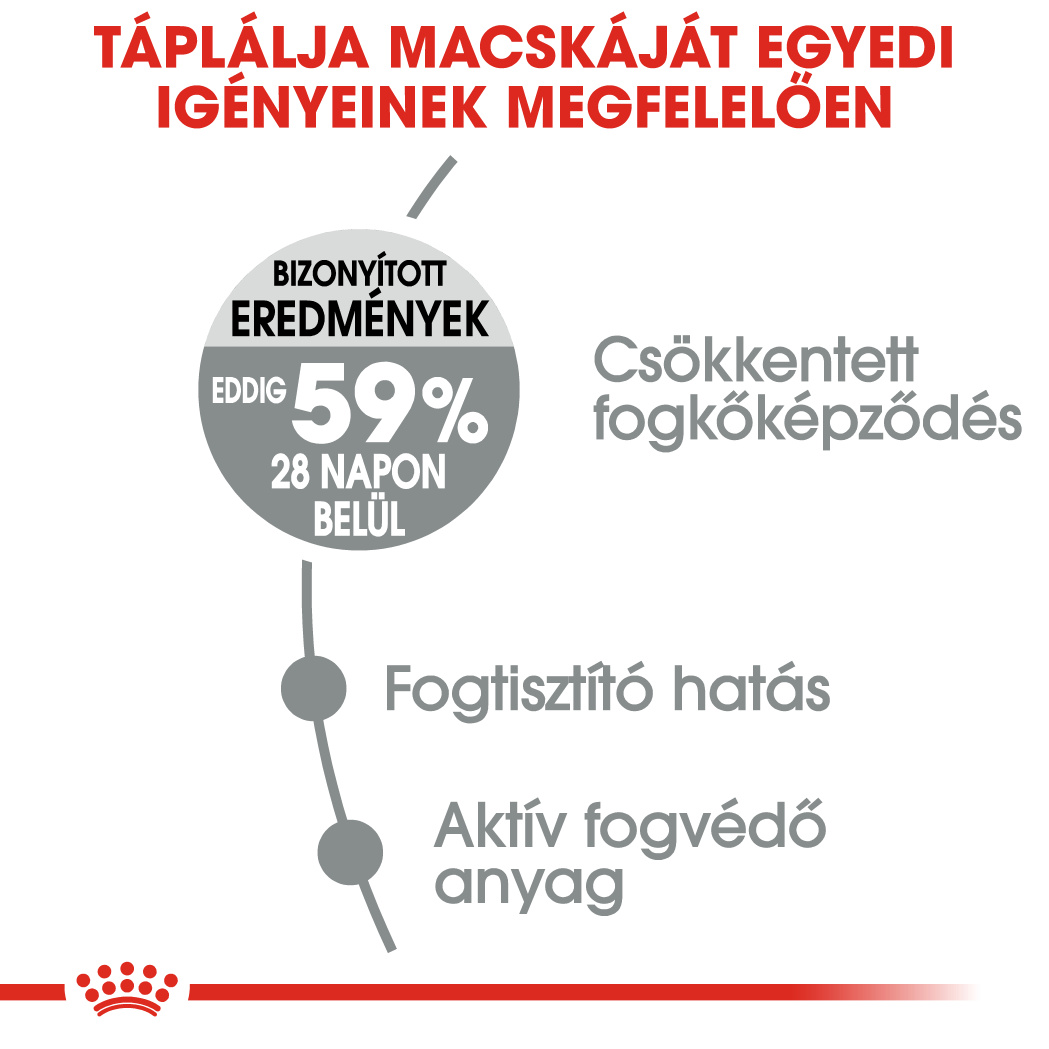 TÁPLÁLJA MACSKÁJÁT EGYEDI
IGÉNYEINEK MEGFELELŐEN
BIZONYÍTOTT
EREDMÉNYEK
EDDIG 59%
28 NAPON
BELÜL
Csökkentett
fogkőképződés
Fogtisztító hatás
Aktív fogvédő
anyag